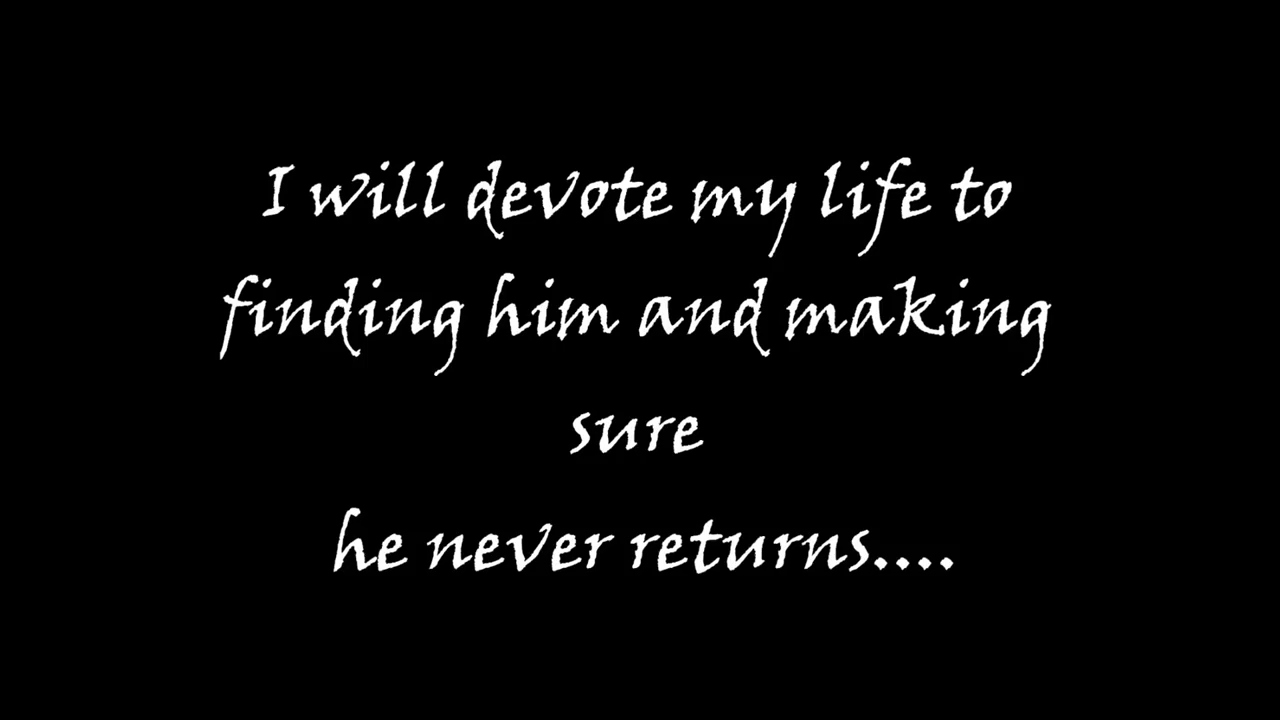 I will devote my life to
finding him and making
sure
he never returns....